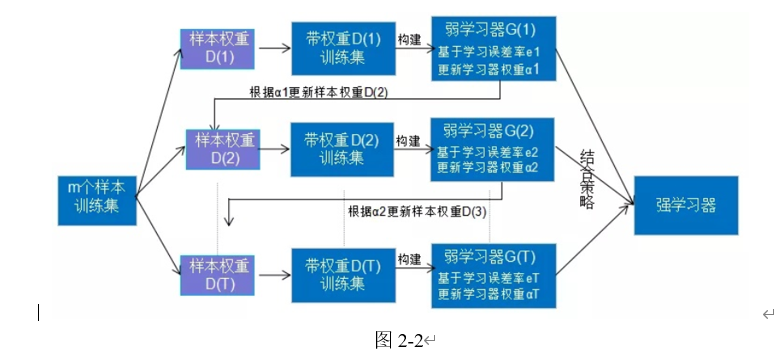 样本权重
D(1)
带权重D(1)
训练集
构建
弱学习器G(1)
基于学习误差率e1
更新学习器权重α1
根据α1更新样本权重D(2)
样本权重
D(2)
带权重D(2)
训练集
构建
弱学习器G(2)
基于学习误差率e2
更新学习器权重α2
m个样本
训练集
结合策略
强学习器
根据α2更新样本权重D(3)
样本权重
D(T)
带权重D(T)
训练集
构建
弱学习器G(T)
基于学习误差率eT
更新学习器权重αT
图 2-2